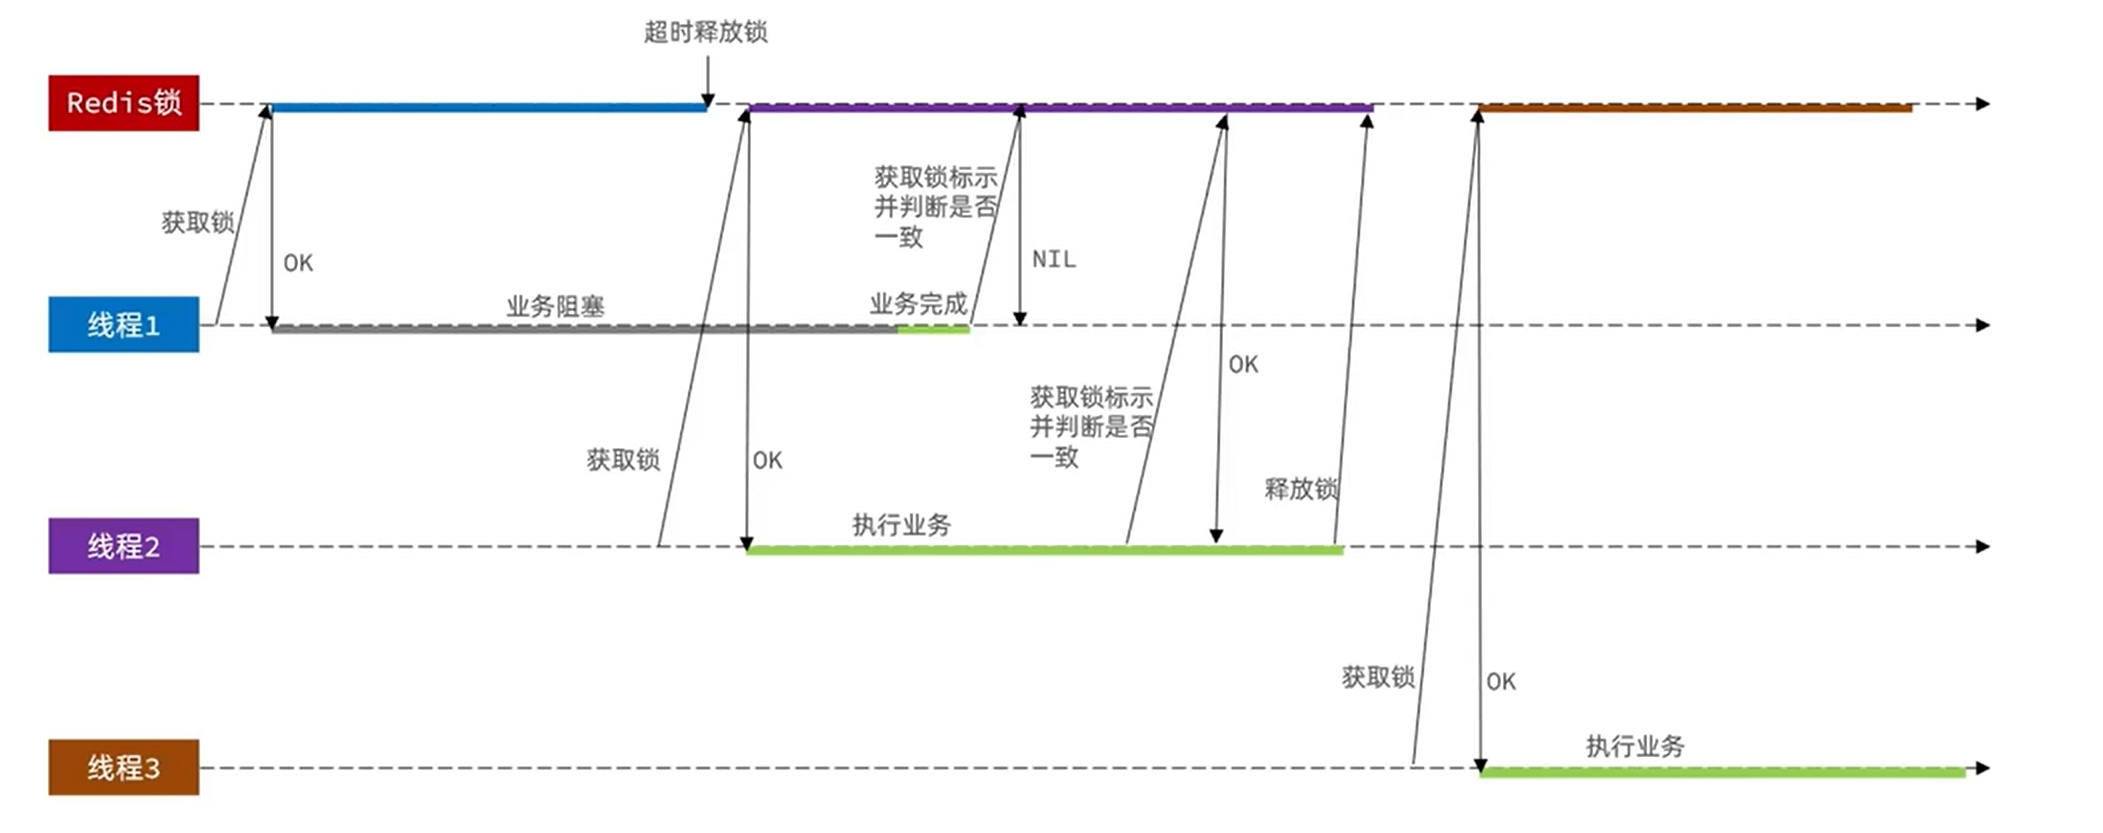 超时释放锁
Redis锁
获取锁标示
并判断是否
一致
获取锁
OK
NIL
业务阻塞
业务完成
线程1
OK
获取锁标示
并判断是否
一致
获取锁
OK
释放锁
执行业务
线程2
获取锁
OK
执行业务
线程3